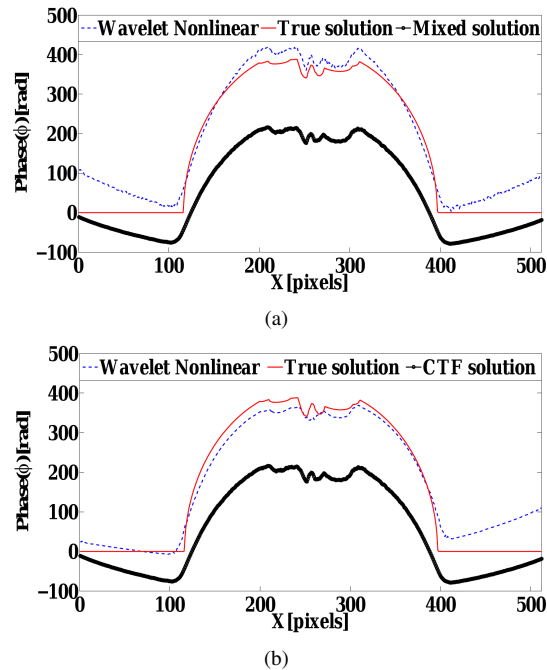 Wavelet Nonlinear True solution Mixed solution
500
400
300
200
100
0
−100
Phase(ϕ)[rad]
0 100 200 300 400 500
X [pixels]
(a)
Wavelet Nonlinear True solution CTF solution
500
400
300
200
100
0
−100
Phase(ϕ)[rad]
0 100 200 300 400 500
X [pixels]
(b)